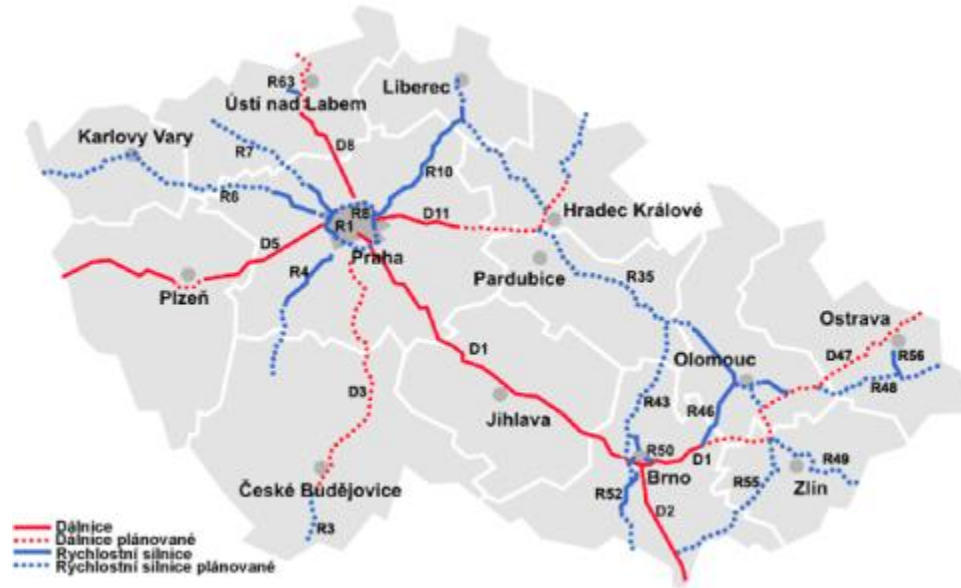 R63
Ústí nad Labem
Liberec
Karlovy Vary
R7
D8
R10
R6
R8
D11
Hradec Králové
R1
Praha
D5
R4
Pardubice
R35
Plzeň
Ostrava
D1
Olomouc
D47
R56
R48
D3
Jihlava
R43
R46
R50
D1
R49
České Budějovice
Brno
R55
Zlín
R52
D2
R3
Dálnice
Dálnice plánované
Rychlostní silnice
Rychlostní silnice plánované